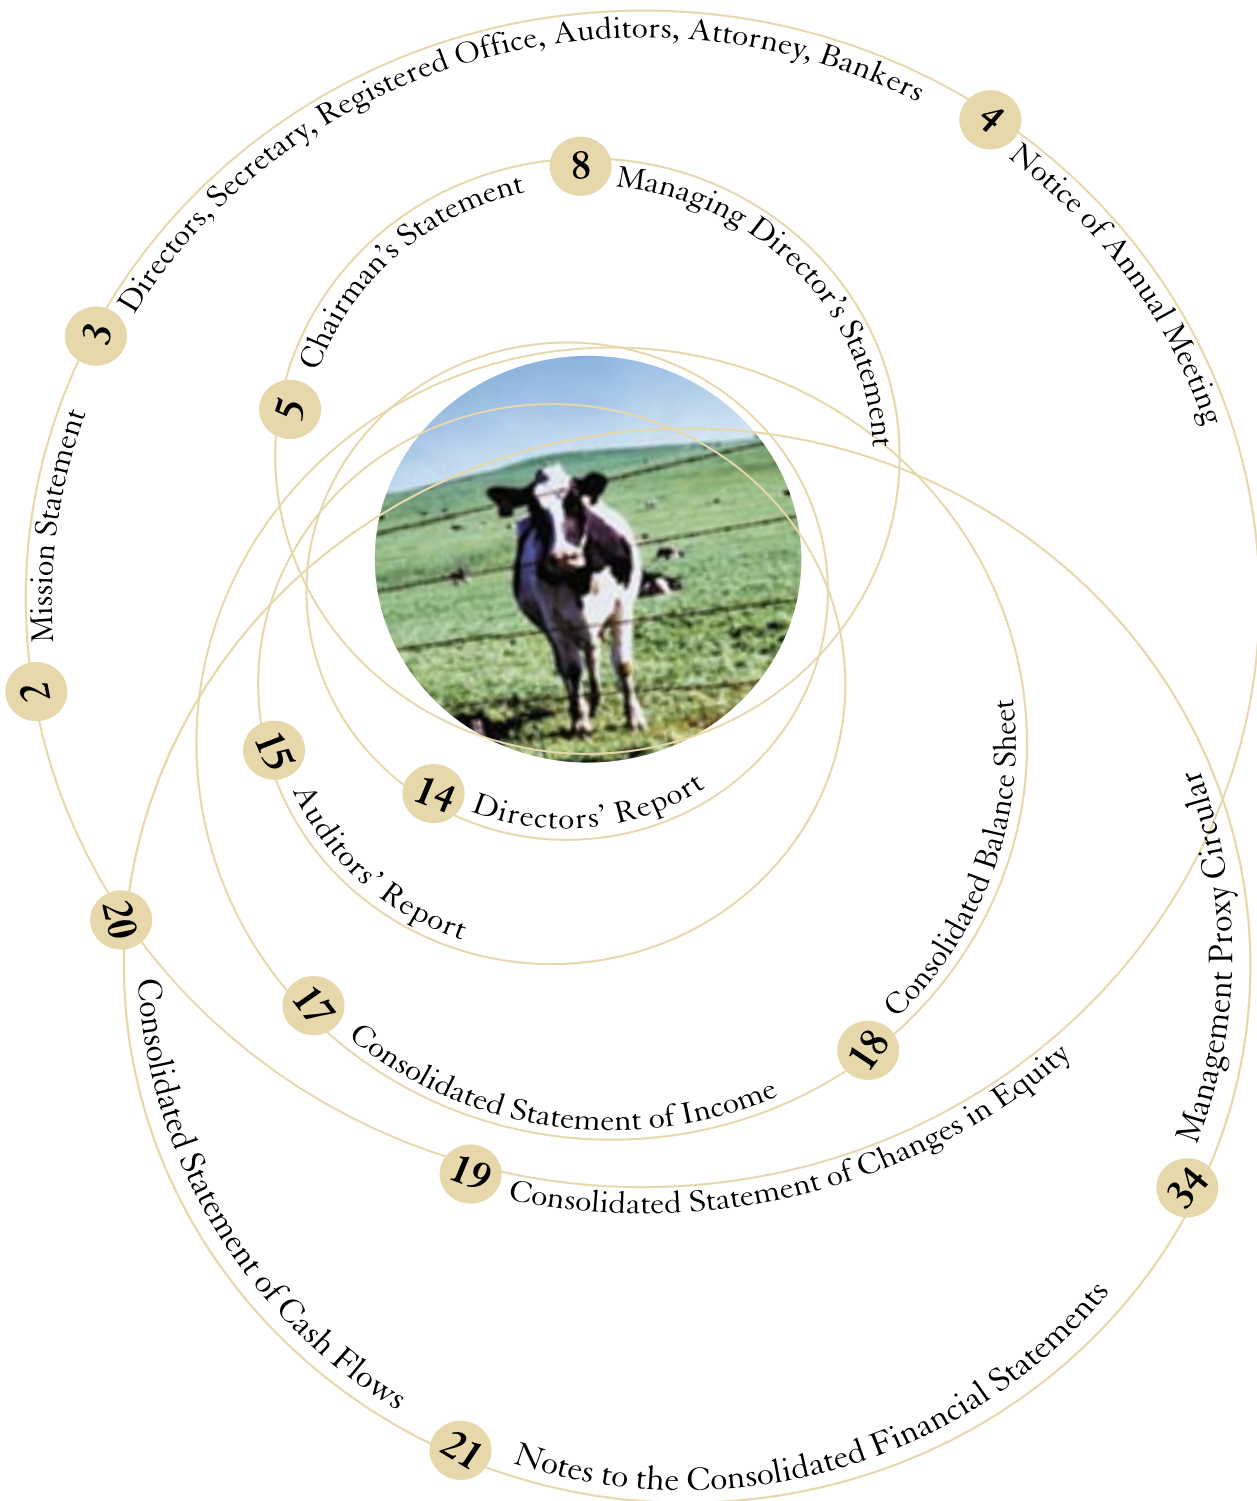 2 Mission Statement
3 Directors, Secretary, Registered Office, Auditors, Attorney, Bankers
4 Notice of Annual Meeting
5 Chairman’s Statement
8 Managing Director’s Statement
14 Directors’ Report
15 Auditors’ Report
17 Consolidated Statement of Income
18 Consolidated Balance Sheet
19 Consolidated Statement of Changes in Equity
20 Consolidated Statement of Cash Flows
21 Notes to the Consolidated Financial Statements
34 Management Proxy Circular